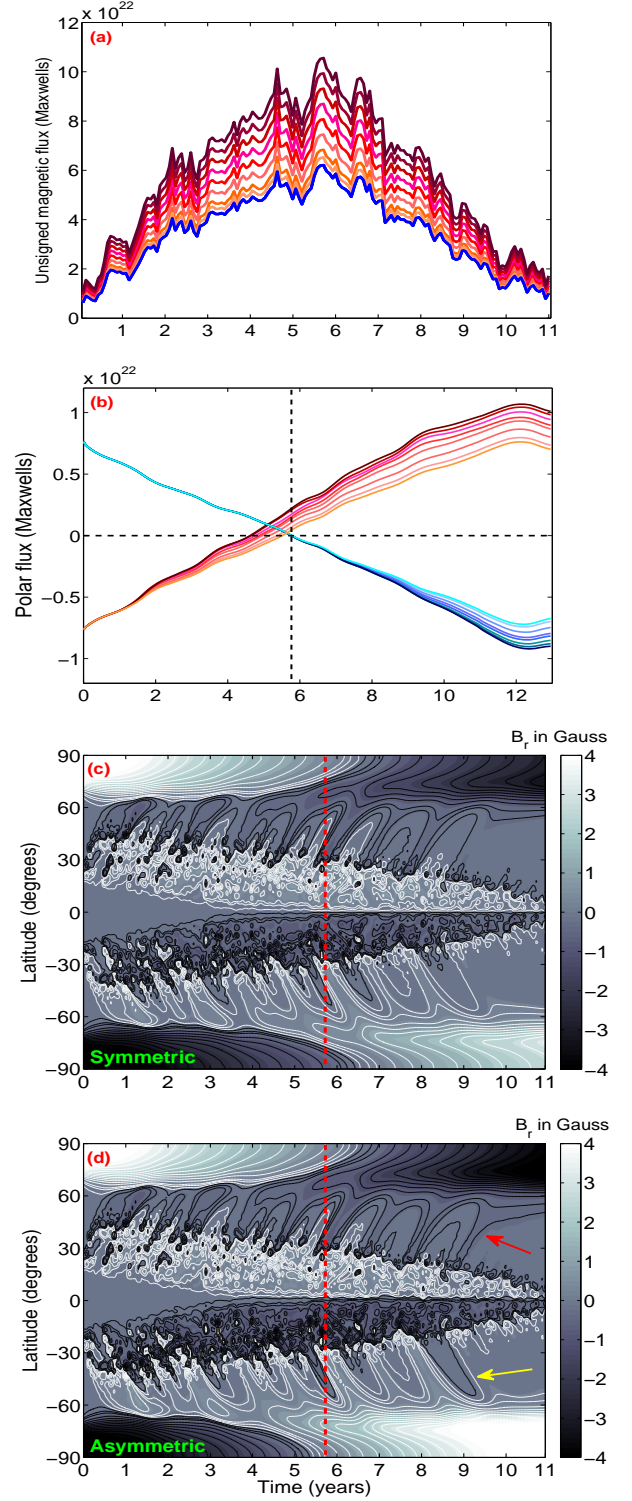 x 10^22
12
(a)
10
8
6
4
2
0
Unsigned magnetic flux (Maxwells)
1 2 3 4 5 6 7 8 9 10 11
x 10^22
(b)
1
0.5
0
−0.5
−1
Polar flux (Maxwells)
0 2 4 6 8 10 12
B_r in Gauss
90
(c)
60
30
0
−30
−60
−90
Latitude (degrees)
Symmetric
0 1 2 3 4 5 6 7 8 9 10 11
4
3
2
1
0
−1
−2
−3
−4
B_r in Gauss
90
(d)
60
30
0
−30
−60
−90
Latitude (degrees)
Asymmetric
0 1 2 3 4 5 6 7 8 9 10 11
Time (years)
4
3
2
1
0
−1
−2
−3
−4